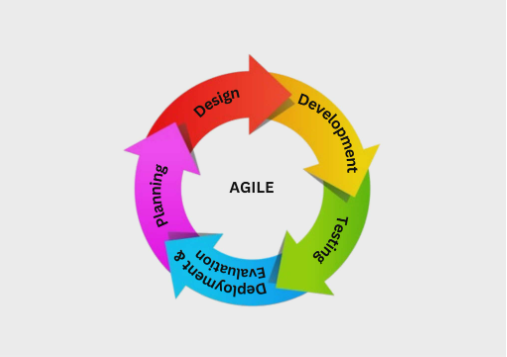 Design
Development
Testing
Deployment &
Evaluation
Planning
AGILE